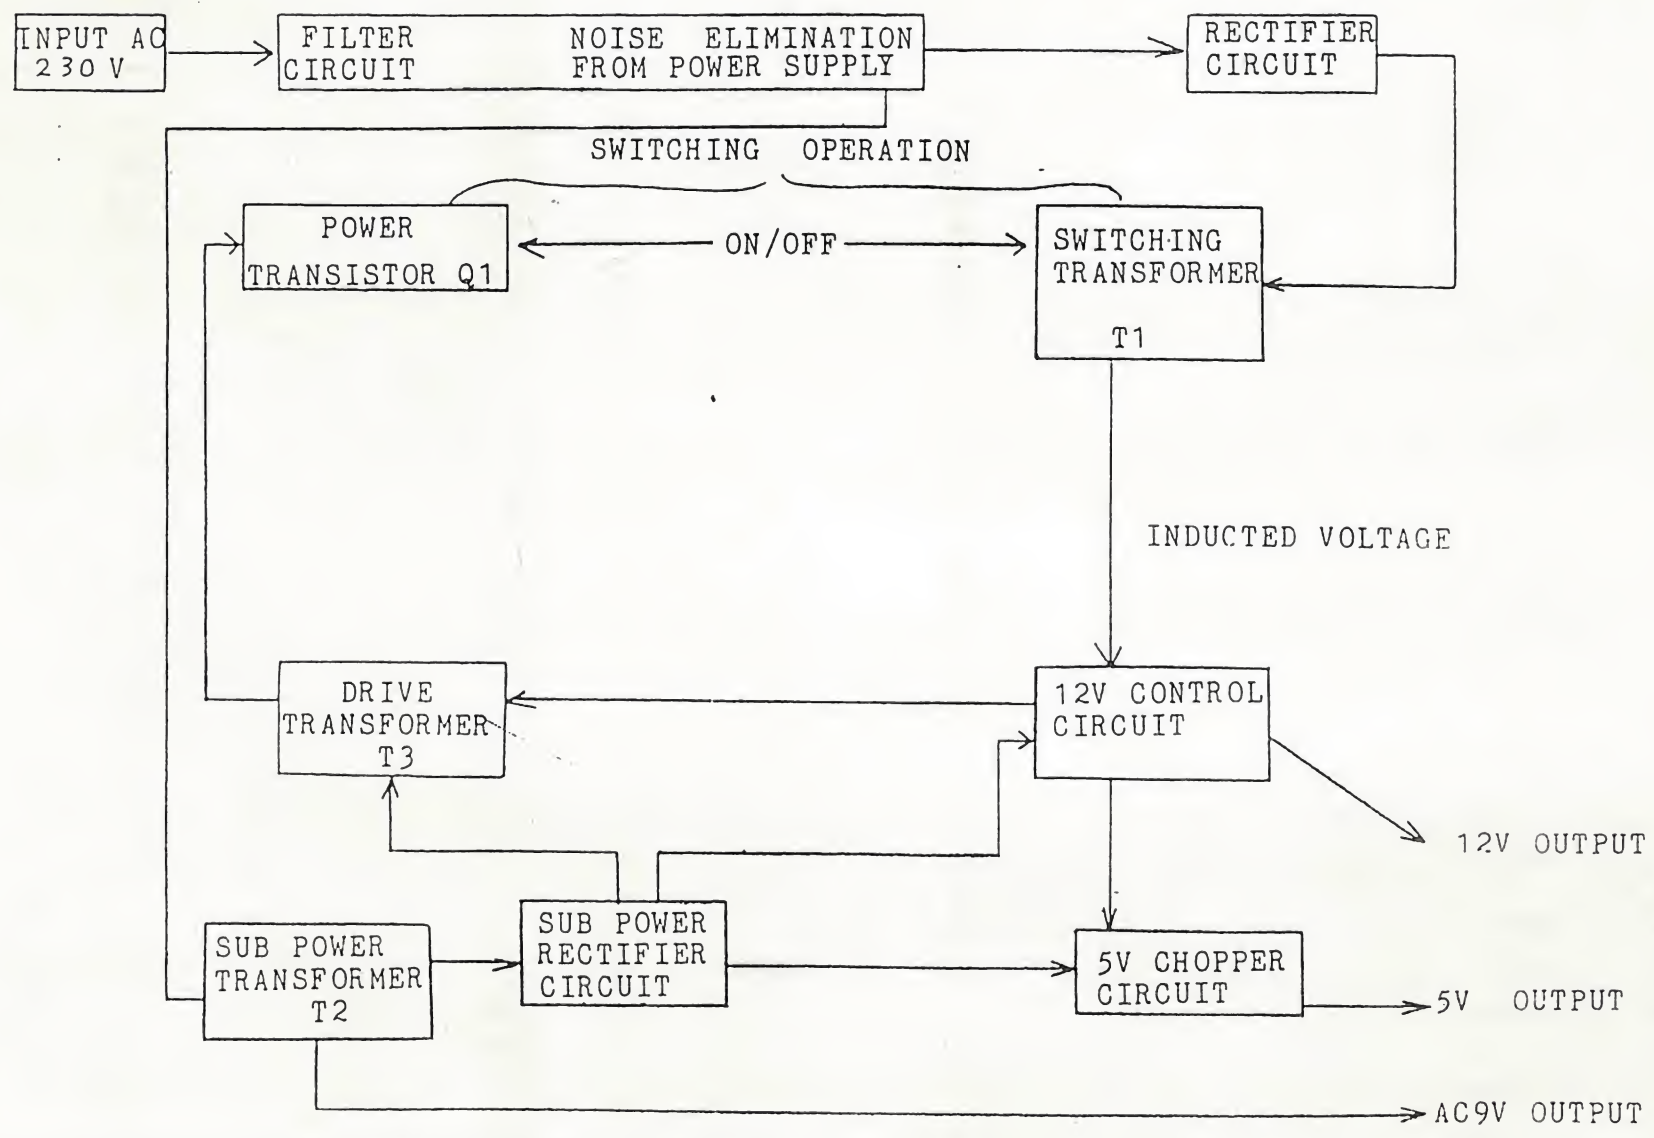 INPUT AC
230 V
FILTER
CIRCUIT
NOISE ELIMINATION
FROM POWER SUPPLY
RECTIFIER
CIRCUIT
SWITCHING OPERATION
POWER
TRANSISTOR Q1
ON/OFF
SWITCHING
TRANSFORMER
T1
INDUCTED VOLTAGE
DRIVE
TRANSFORMER
T3
12V CONTROL
CIRCUIT
12V OUTPUT
SUB POWER
TRANSFORMER
T2
SUB POWER
RECTIFIER
CIRCUIT
5V CHOPPER
CIRCUIT
5V OUTPUT
AC9V OUTPUT